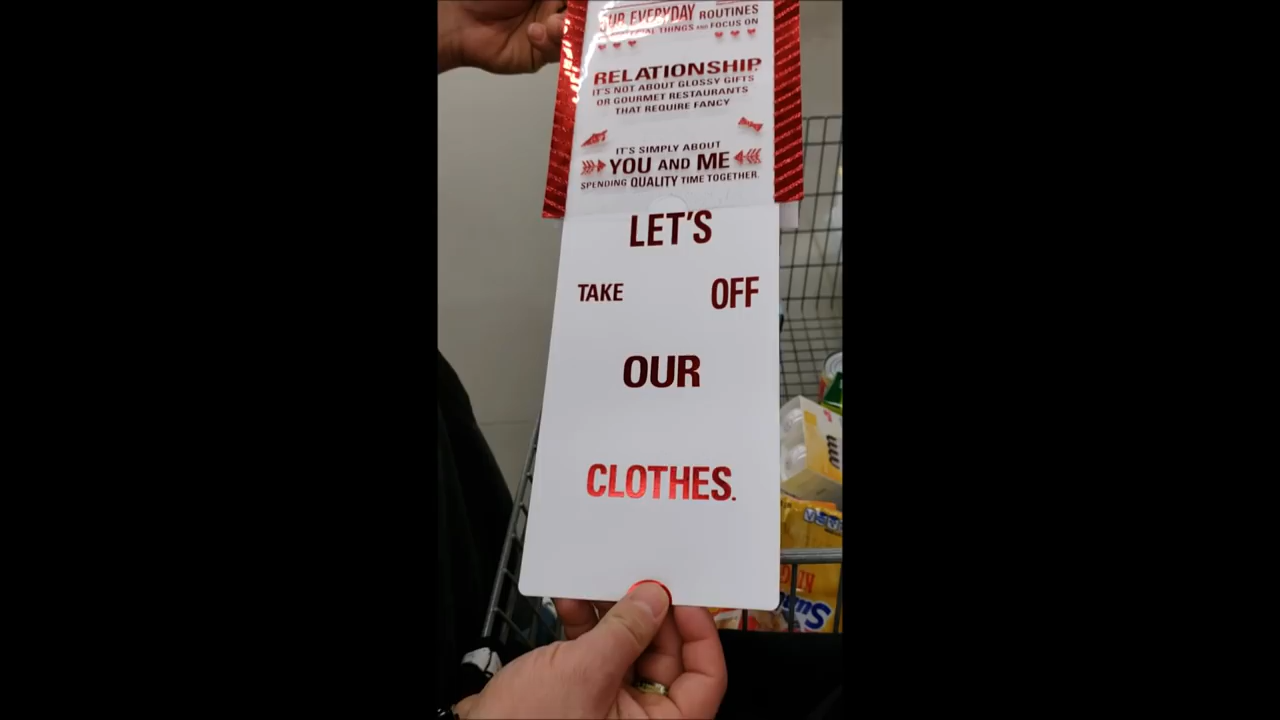 OUR EVERYDAY ROUTINES
THINGS AND FOCUS ON
RELATIONSHIP.
IT'S NOT ABOUT GLOSSY GIFTS
OR GOURMET RESTAURANTS
THAT REQUIRE FANCY
IT'S SIMPLY ABOUT
YOU AND ME
SPENDING QUALITY TIME TOGETHER.
LET'S
TAKE OFF
OUR
CLOTHES.